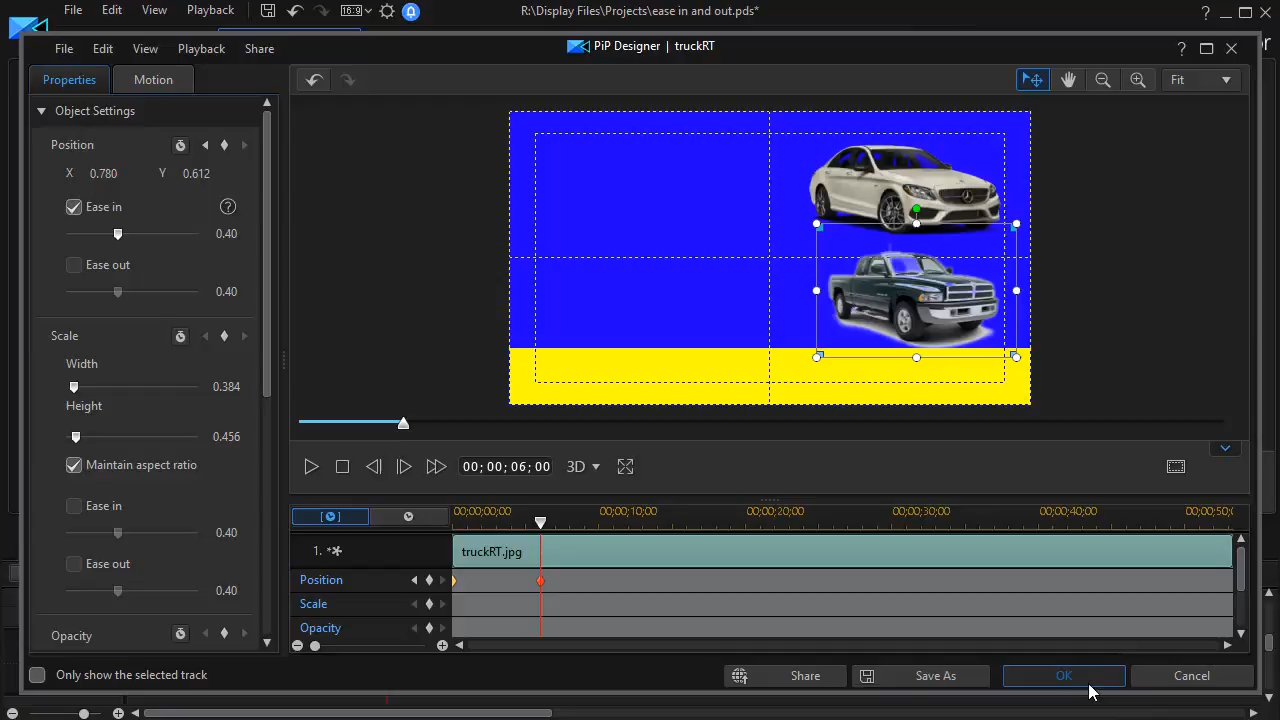 File Edit View Playback 16:9 R:\Display Files\Projects\ease in and out.pds* ?
File Edit View Playback Share PiP Designer | truckRT ?
Properties Motion Fit
Object Settings
Position
X 0.780 Y 0.612
Ease in ?
0.40
Ease out
0.40
Scale
Width
0.384
Height
0.456
Maintain aspect ratio
Ease in
0.40
Ease out
0.40
Opacity
00;00;06;00 3D
00;00;00;00 00;00;10;00 00;00;20;00 00;00;30;00 00;00;40;00 00;00;50;
1. *
truckRT.jpg
Position
Scale
Opacity
Only show the selected track
Share Save As OK Cancel